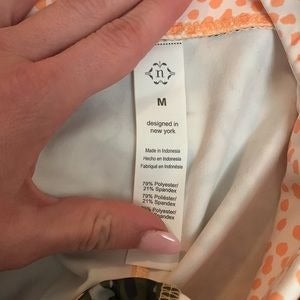 n
M
designed in
new york
Made in Indonesia
Hecho en Indonesia
Fabriqué en Indonésie
79% Polyester/
21% Spandex
79% Poliéster/
21% Spandex
79% Polyester/
21% Spandex